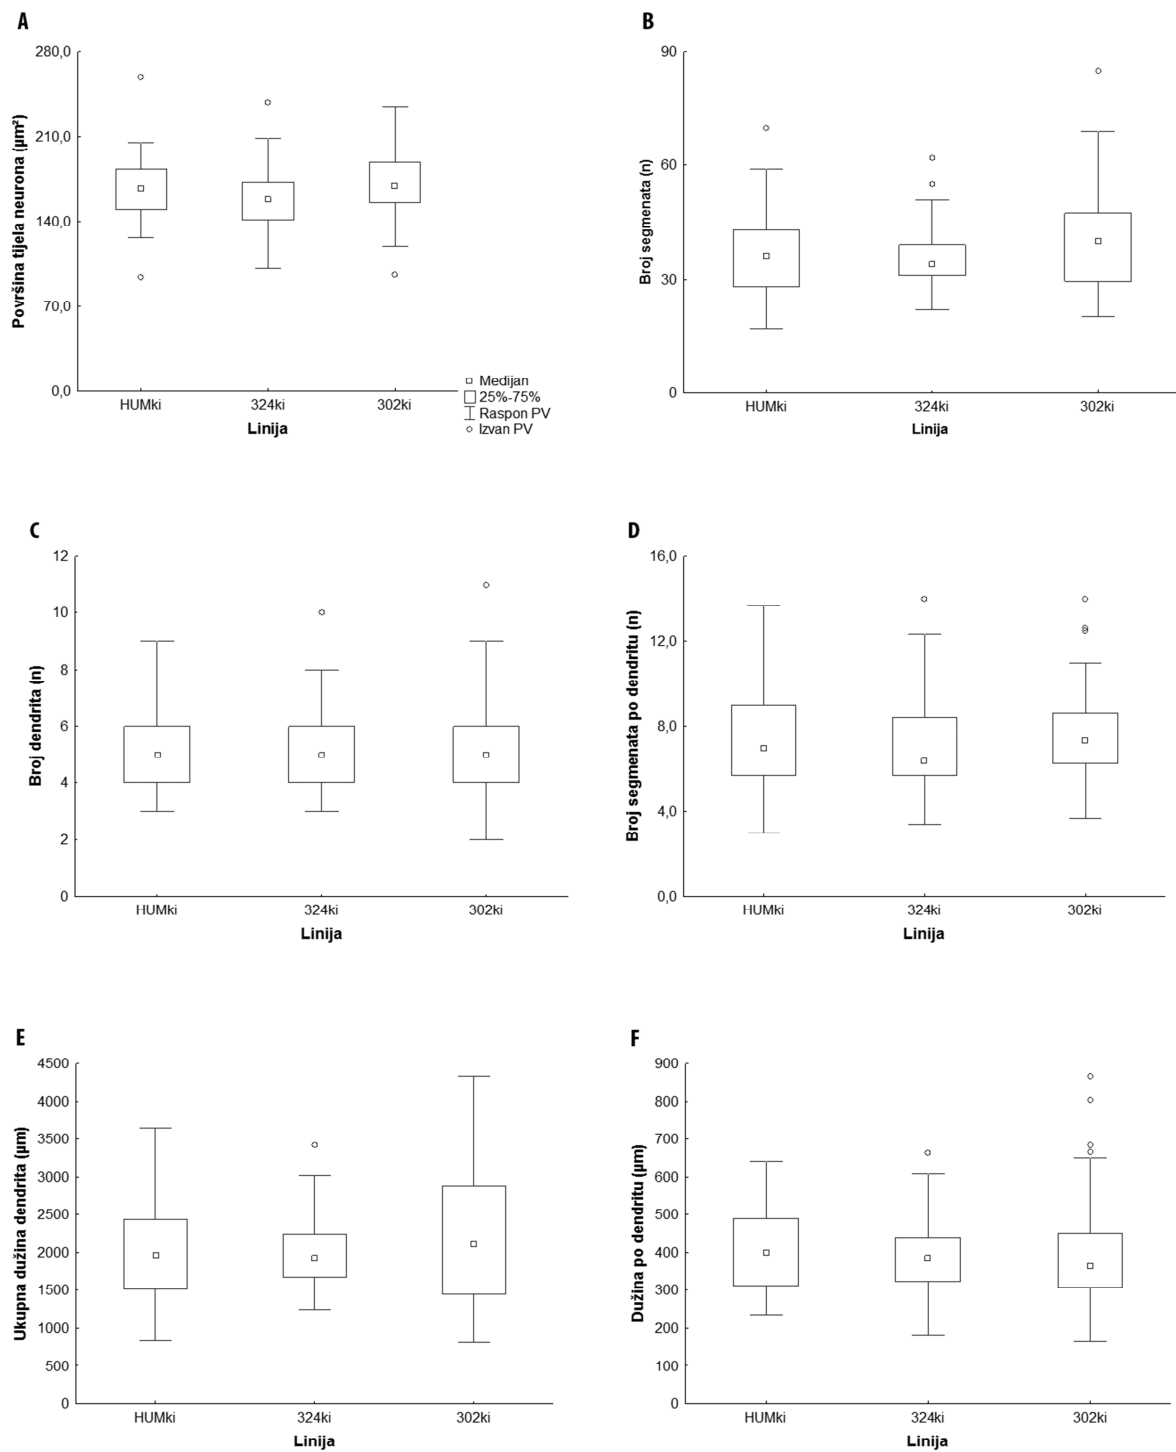 A
Površina tijela neurona (µm²)
280,0
210,0
140,0
70,0
0,0
HUMki 324ki 302ki
Linija
Medijan
25%-75%
Raspon PV
Izvan PV
B
Broj segmenata (n)
90
60
30
0
HUMki 324ki 302ki
Linija
C
Broj dendrita (n)
12
10
8
6
4
2
0
HUMki 324ki 302ki
Linija
D
Broj segmenata po dendritu (n)
16,0
12,0
8,0
4,0
0,0
HUMki 324ki 302ki
Linija
E
Ukupna dužina dendrita (µm)
4500
4000
3500
3000
2500
2000
1500
1000
500
0
HUMki 324ki 302ki
Linija
F
Dužina po dendritu (µm)
900
800
700
600
500
400
300
200
100
0
HUMki 324ki 302ki
Linija